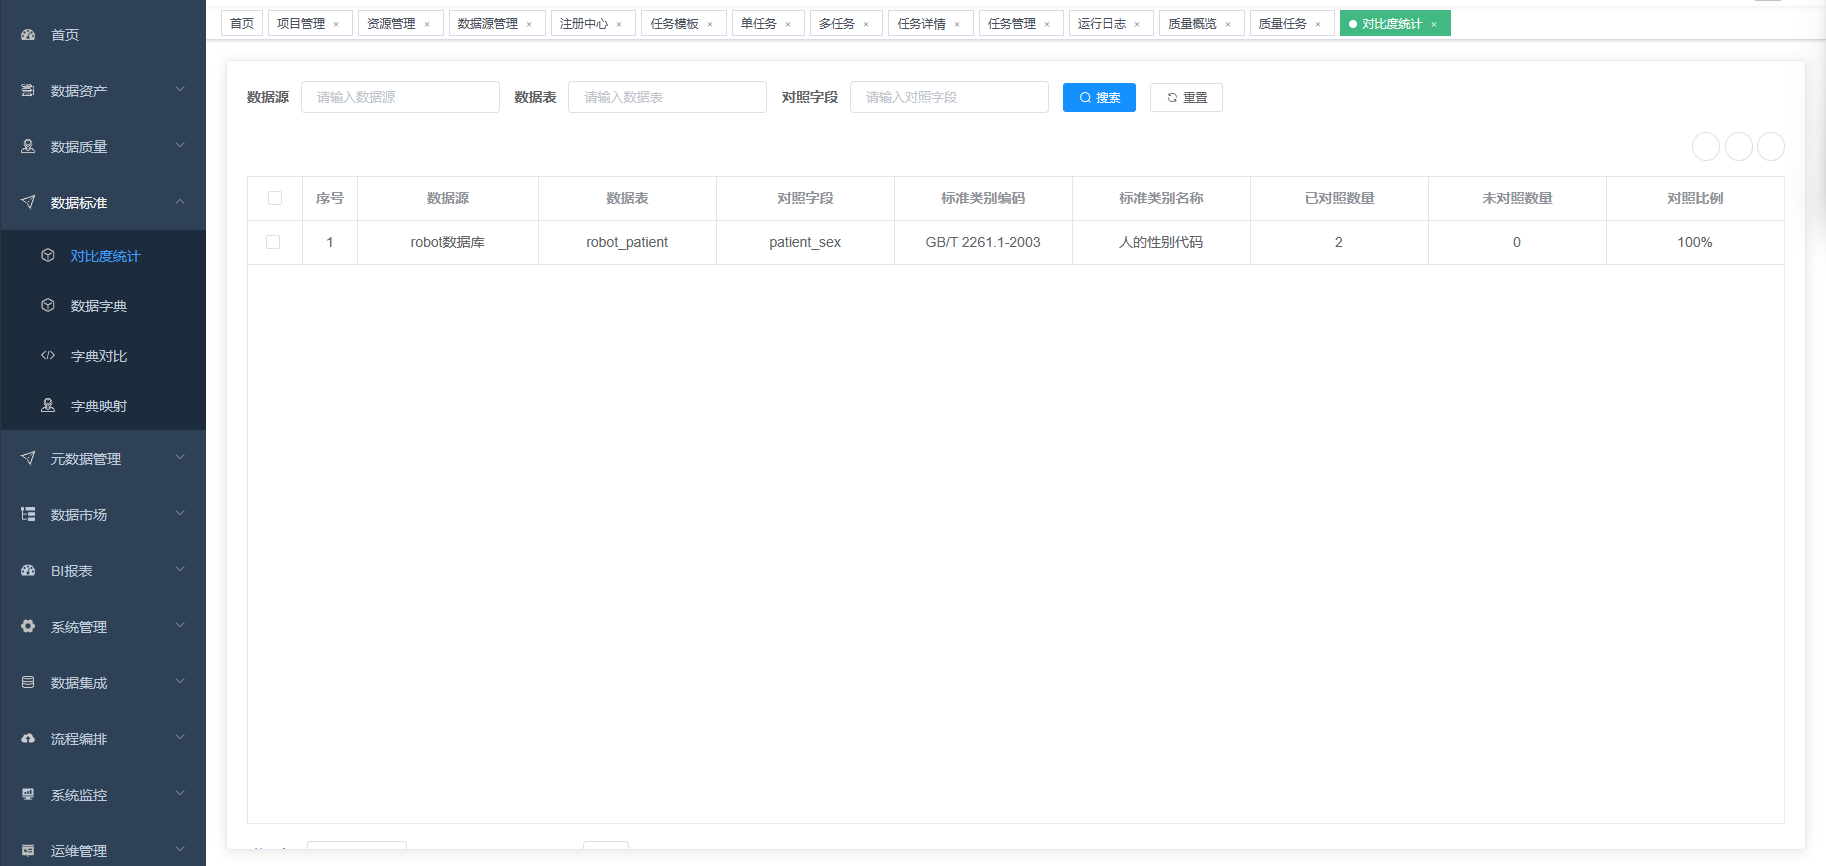 首页
数据资产
数据质量
数据标准
对比度统计
数据字典
字典对比
字典映射
元数据管理
数据市场
BI报表
系统管理
数据集成
流程编排
系统监控
运维管理
首页 项目管理 × 资源管理 × 数据源管理 × 注册中心 × 任务模板 × 单任务 × 多任务 × 任务详情 × 任务管理 × 运行日志 × 质量概览 × 质量任务 × 对比度统计 ×
数据源 请输入数据源 数据表 请输入数据表 对照字段 请输入对照字段 搜索 重置
序号 数据源 数据表 对照字段 标准类别编码 标准类别名称 已对照数量 未对照数量 对照比例
1 robot数据库 robot_patient patient_sex GB/T 2261.1-2003 人的性别代码 2 0 100%